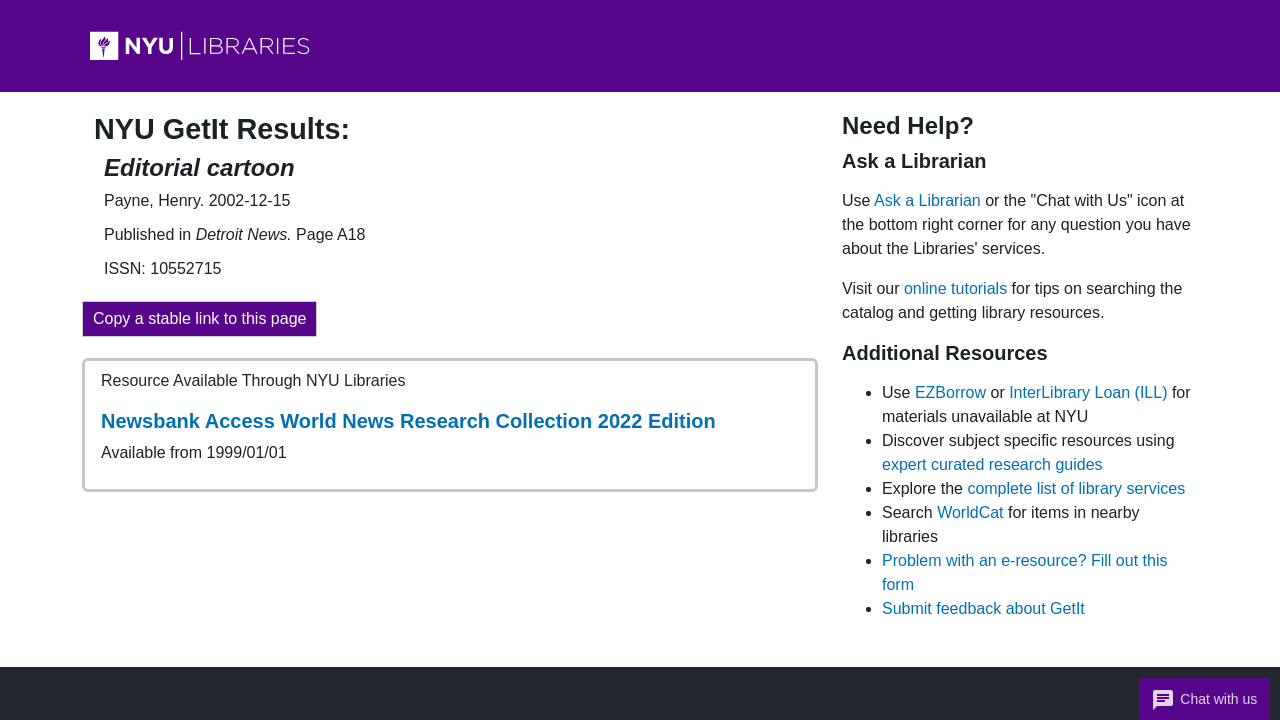 NYU | LIBRARIES
NYU GetIt Results:
Editorial cartoon
Payne, Henry. 2002-12-15
Published in Detroit News. Page A18
ISSN: 10552715
Copy a stable link to this page
Resource Available Through NYU Libraries
Newsbank Access World News Research Collection 2022 Edition
Available from 1999/01/01
Need Help?
Ask a Librarian
Use Ask a Librarian or the "Chat with Us" icon at
the bottom right corner for any question you have
about the Libraries' services.
Visit our online tutorials for tips on searching the
catalog and getting library resources.
Additional Resources
Use EZBorrow or InterLibrary Loan (ILL) for
materials unavailable at NYU
Discover subject specific resources using
expert curated research guides
Explore the complete list of library services
Search WorldCat for items in nearby
libraries
Problem with an e-resource? Fill out this
form
Submit feedback about GetIt
Chat with us